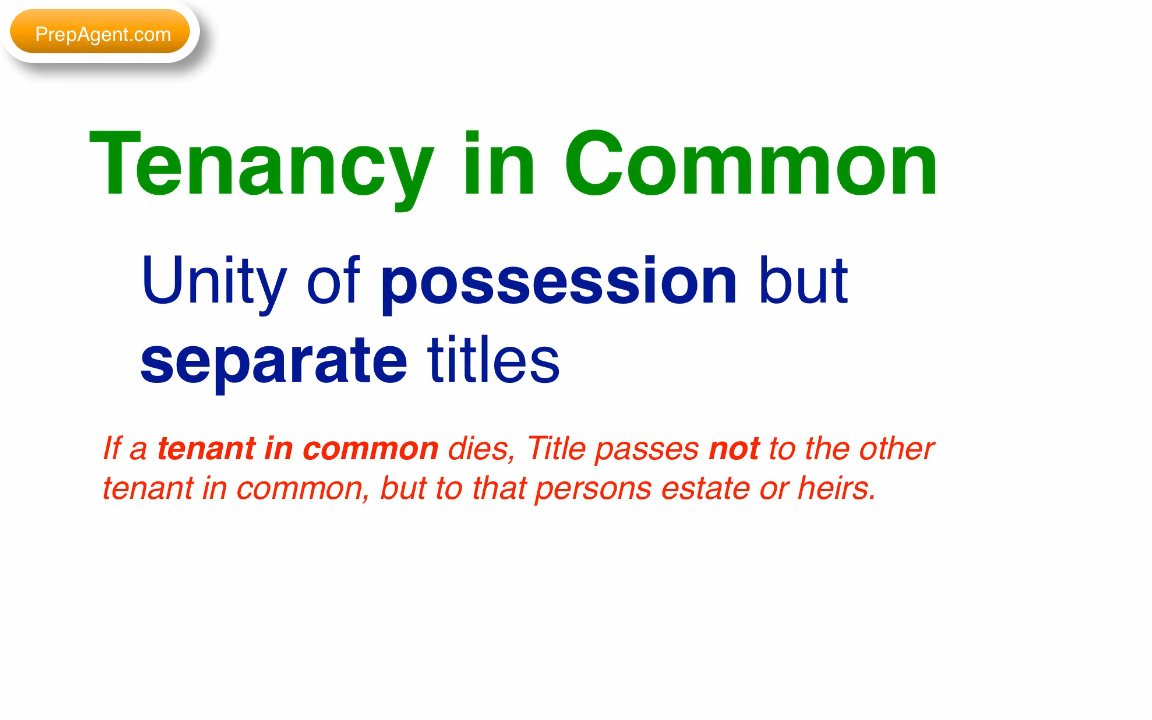 PrepAgent.com
Tenancy in Common
Unity of possession but
separate titles
If a tenant in common dies, Title passes not to the other
tenant in common, but to that persons estate or heirs.